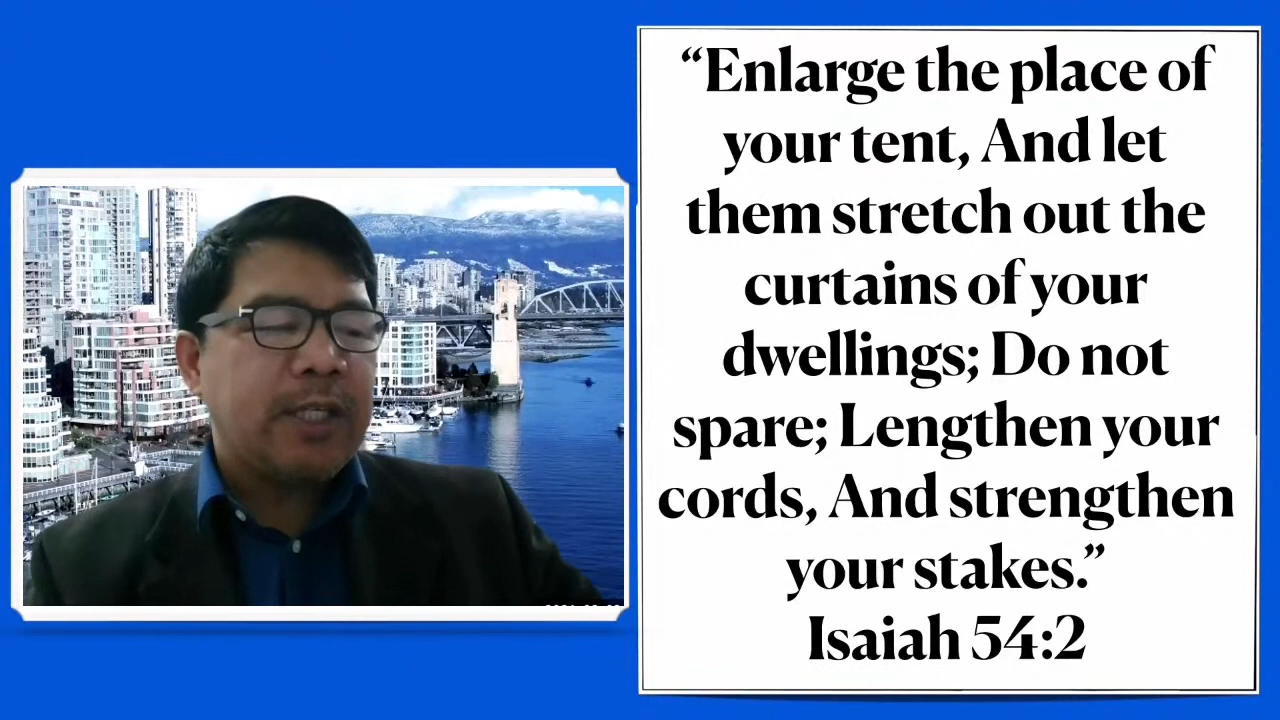 “Enlarge the place of
your tent, And let
them stretch out the
curtains of your
dwellings; Do not
spare; Lengthen your
cords, And strengthen
your stakes.”
Isaiah 54:2